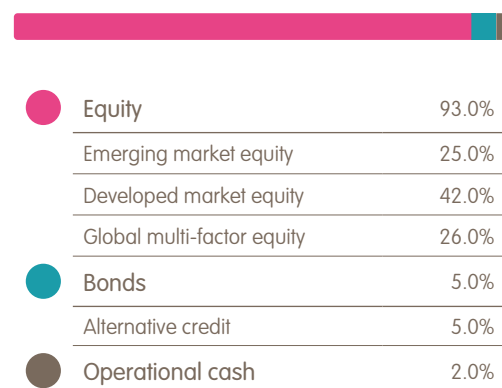 Equity 93.0%
Emerging market equity 25.0%
Developed market equity 42.0%
Global multi-factor equity 26.0%
Bonds 5.0%
Alternative credit 5.0%
Operational cash 2.0%